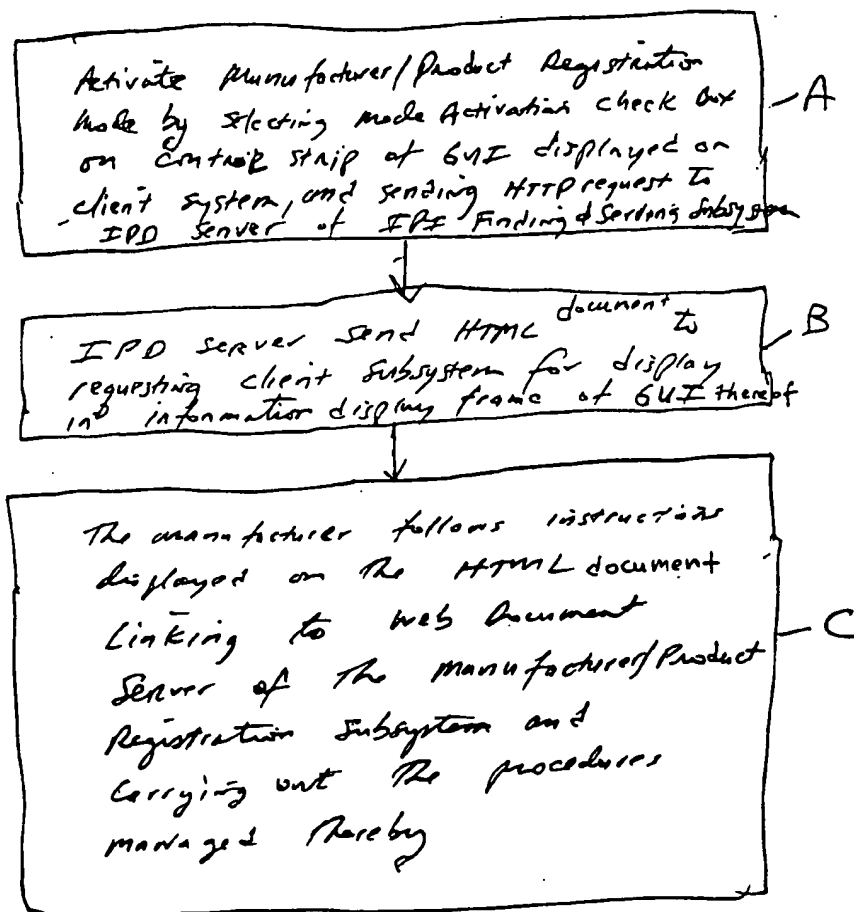 Activate Manufacturer/Product Registration
Mode by selecting mode Activation check box
on control strip of GUI displayed on
client system, and sending HTTP request to
IPD server of IPI Finding & Serving Subsystem
A
IPD server send HTML document to
requesting client subsystem for display
in information display frame of GUI thereof
B
The manufacturer follows instructions
displayed on the HTML document
Linking to web Document
Server of the manufacturer/Product
Registration subsystem and
Carrying out the procedures
managed thereby
C